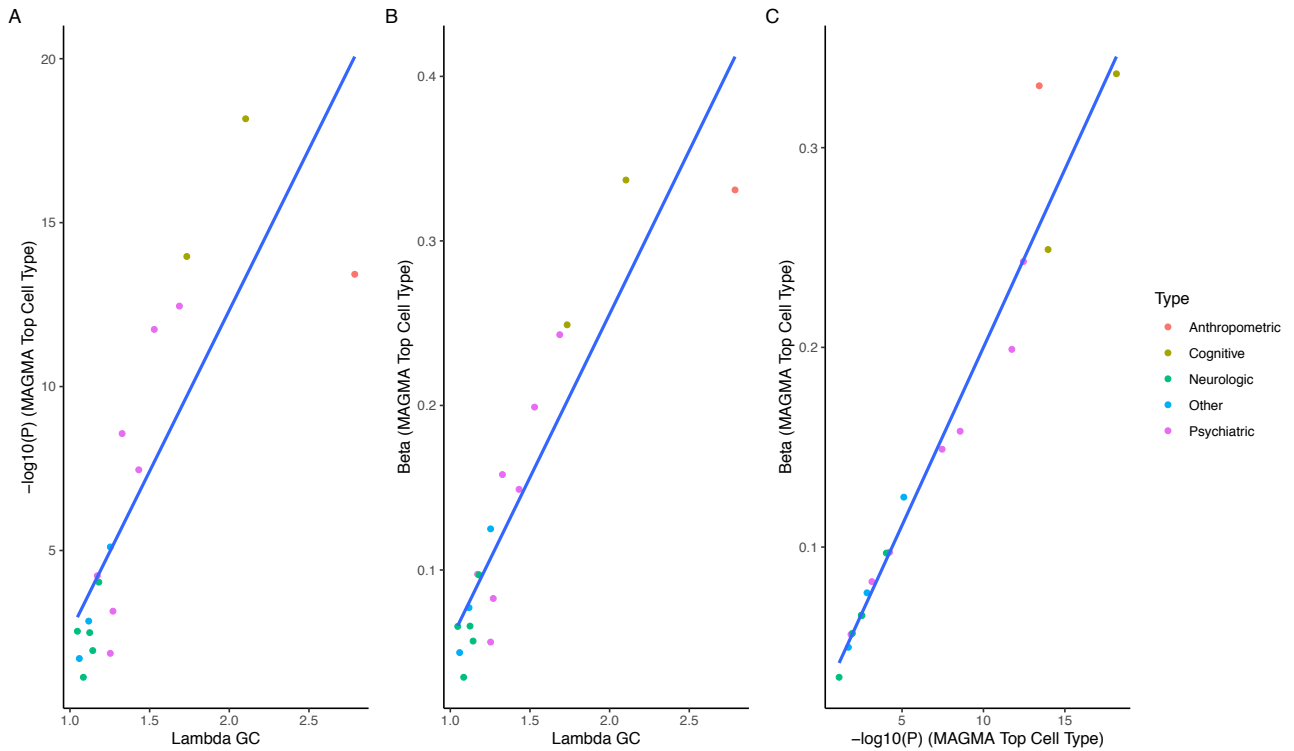 A
−log10(P) (MAGMA Top Cell Type)
20
15
10
5
1.0 1.5 2.0 2.5
Lambda GC
B
Beta (MAGMA Top Cell Type)
0.4
0.3
0.2
0.1
1.0 1.5 2.0 2.5
Lambda GC
C
Beta (MAGMA Top Cell Type)
0.3
0.2
0.1
5 10 15
−log10(P) (MAGMA Top Cell Type)
Type
Anthropometric
Cognitive
Neurologic
Other
Psychiatric